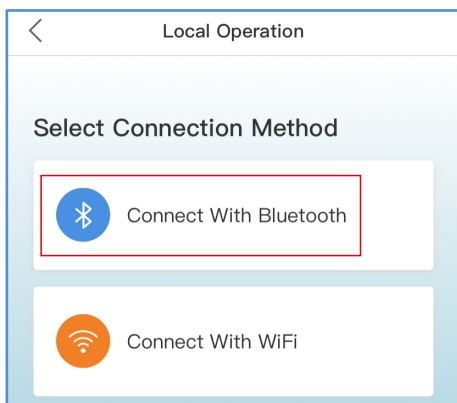 Local Operation
Select Connection Method
Connect With Bluetooth
Connect With WiFi